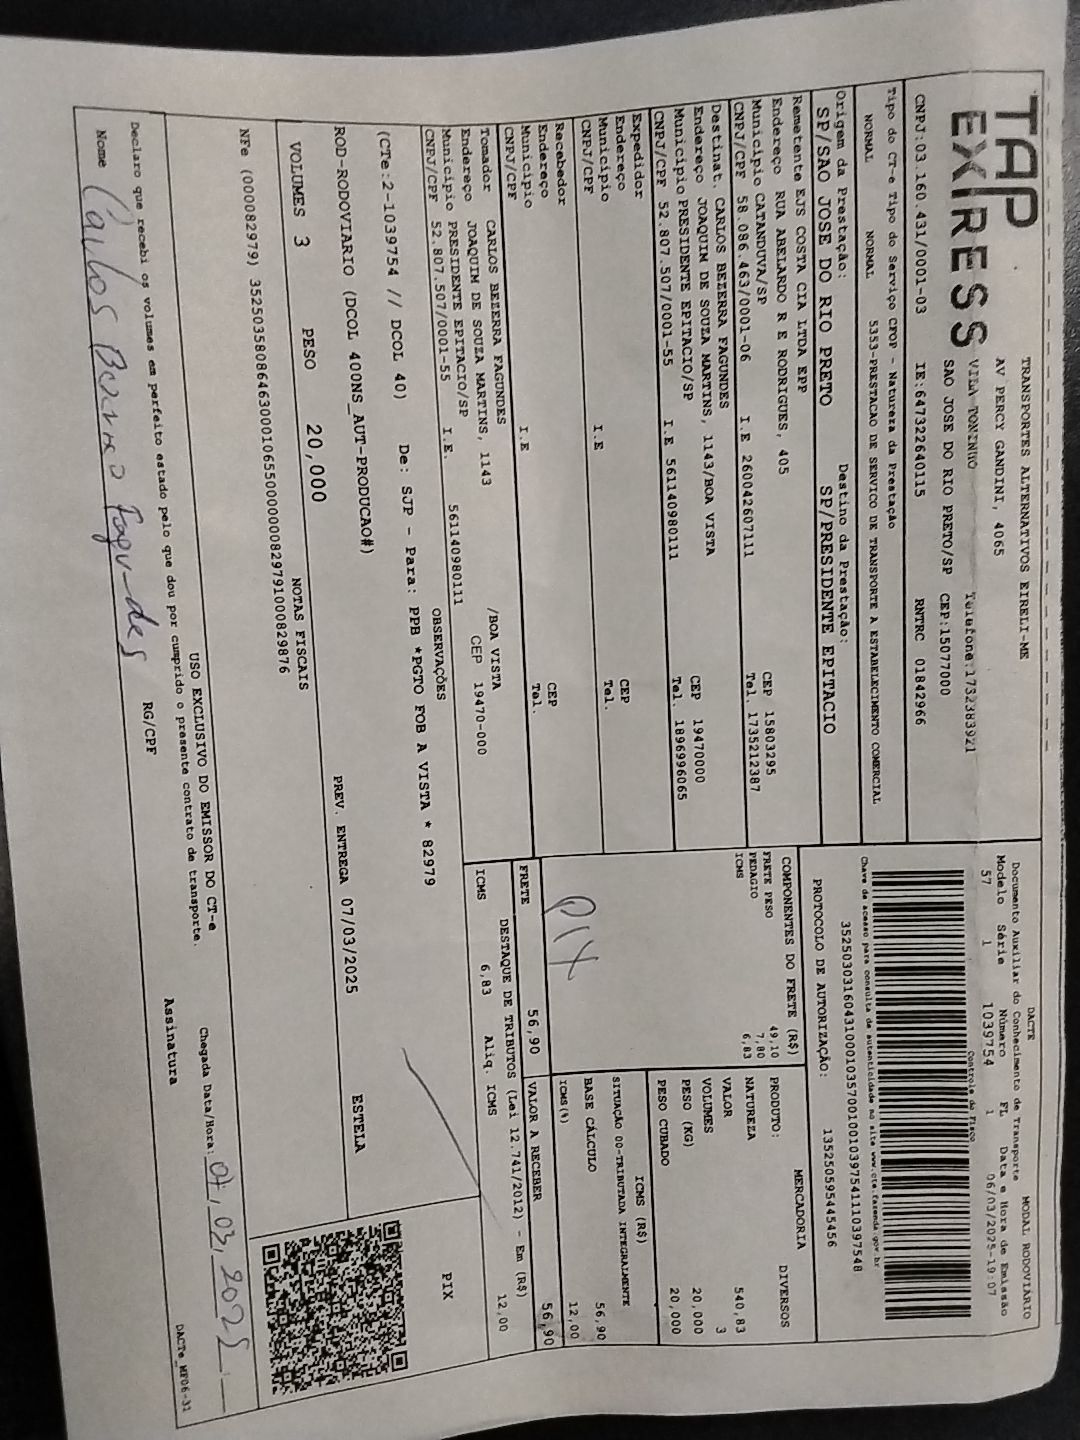 TAP EXPRESS
TRANSPORTES ALTERNATIVOS EIRELI-ME
AV PERCY GANDINI, 4065
VILA TONINHO Telefone:1732383921
SAO JOSE DO RIO PRETO/SP CEP:15077000
CNPJ:03 160.431/0001-03 IE:647322640115 RNTRC 01842966
DACTE MODAL RODOVIÁRIO
Documento Auxiliar do Conhecimento de Transporte
Modelo Série Número FL Data e Hora de Emissão
57 1 1039754 1 06/03/2025-19:07
Controle do Fisco
Chave de acesso para consulta de autenticidade no site www.cte.fazenda.gov.br
35250303160431000103570010010397541110397548
PROTOCOLO DE AUTORIZAÇÃO: 135250595445456
Tipo do CT-e Tipo do Serviço CFOP - Natureza da Prestação
NORMAL NORMAL 5353-PRESTACAO DE SERVICO DE TRANSPORTE A ESTABELECIMENTO COMERCIAL
Origem da Prestação: Destino da Prestação:
SP/SAO JOSE DO RIO PRETO SP/PRESIDENTE EPITACIO
Remetente EJS COSTA CIA LTDA EPP
Endereço RUA ABELARDO R E RODRIGUES, 405
Município CATANDUVA/SP CEP 15803295
CNPJ/CPF 58.086.463/0001-06 I.E 260042607111 Tel. 1735212387
Destinat. CARLOS BEZERRA FAGUNDES
Endereço JOAQUIM DE SOUZA MARTINS, 1143/BOA VISTA
Município PRESIDENTE EPITACIO/SP CEP 19470000
CNPJ/CPF 52.807.507/0001-55 I.E 561140980111 Tel. 1896996065
Expedidor
Endereço
Município CEP
CNPJ/CPF I.E Tel.
Recebedor
Endereço
Município CEP
CNPJ/CPF I.E Tel.
Tomador CARLOS BEZERRA FAGUNDES
Endereço JOAQUIM DE SOUZA MARTINS, 1143 /BOA VISTA
Município PRESIDENTE EPITACIO/SP CEP 19470-000
CNPJ/CPF 52.807.507/0001-55 I.E. 561140980111
COMPONENTES DO FRETE (R$)
FRETE PESO 49,10
PEDAGIO 7,80
ICMS 6,83
PIX
FRETE 56,90
PRODUTO: MERCADORIA
NATUREZA DIVERSOS
VALOR 540,83
VOLUMES 3
PESO (KG) 20,000
PESO CUBADO 20,000
ICMS (R$)
SITUAÇÃO 00-TRIBUTADA INTEGRALMENTE
BASE CÁLCULO 56,90
ICMS(%) 12,00
VALOR A RECEBER 56,90
DESTAQUE DE TRIBUTOS (Lei 12.741/2012) - Em (R$)
ICMS 6,83 Aliq. ICMS 12,00
OBSERVAÇÕES
(CTe:2-1039754 // DCOL 40) De: SJP - Para: PPB *PGTO FOB A VISTA * 82979
PIX
ROD-RODOVIARIO (DCOL 400NS_AUT-PRODUCAO#)
PREV. ENTREGA 07/03/2025 ESTELA
VOLUMES 3 PESO 20,000
NOTAS FISCAIS
NFe (000082979) 35250358086463000106550000000829791000829876
USO EXCLUSIVO DO EMISSOR DO CT-e
Declaro que recebi os volumes em perfeito estado pelo que dou por cumprido o presente contrato de transporte.
Chegada Data/Hora: 07, 03, 2025
Nome Carlos Bezerra Fagundes RG/CPF Assinatura
DACTe_MF06-31